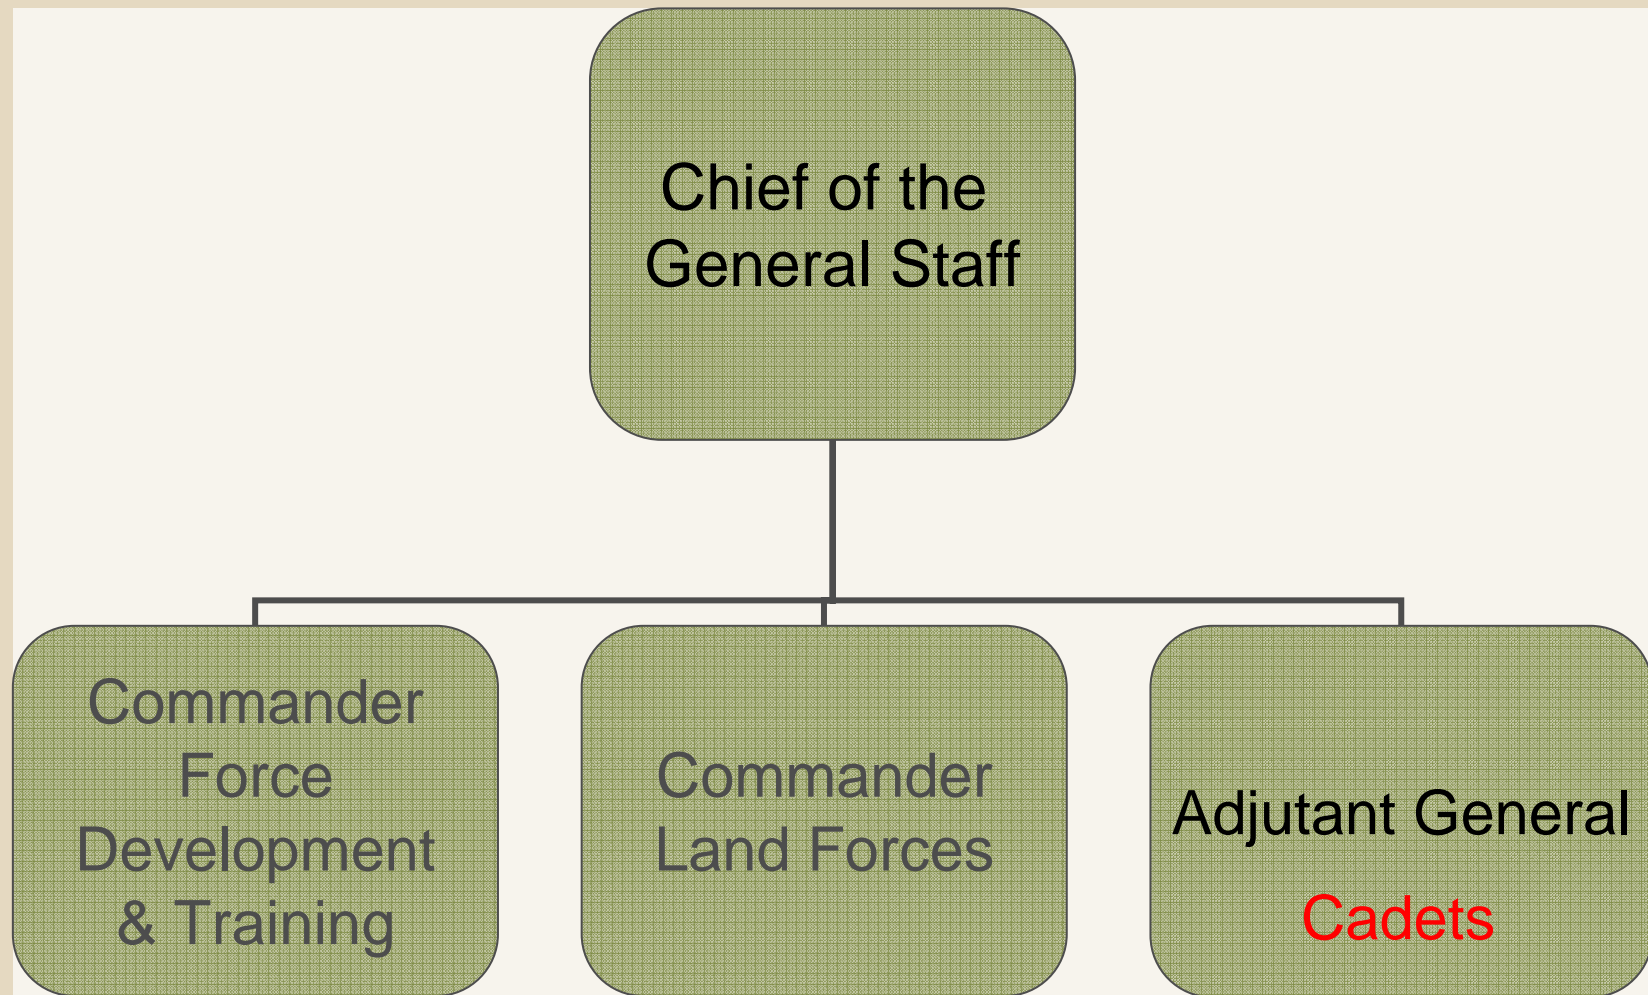 Chief of the
General Staff
Commander
Force
Development
& Training
Commander
Land Forces
Adjutant General
Cadets